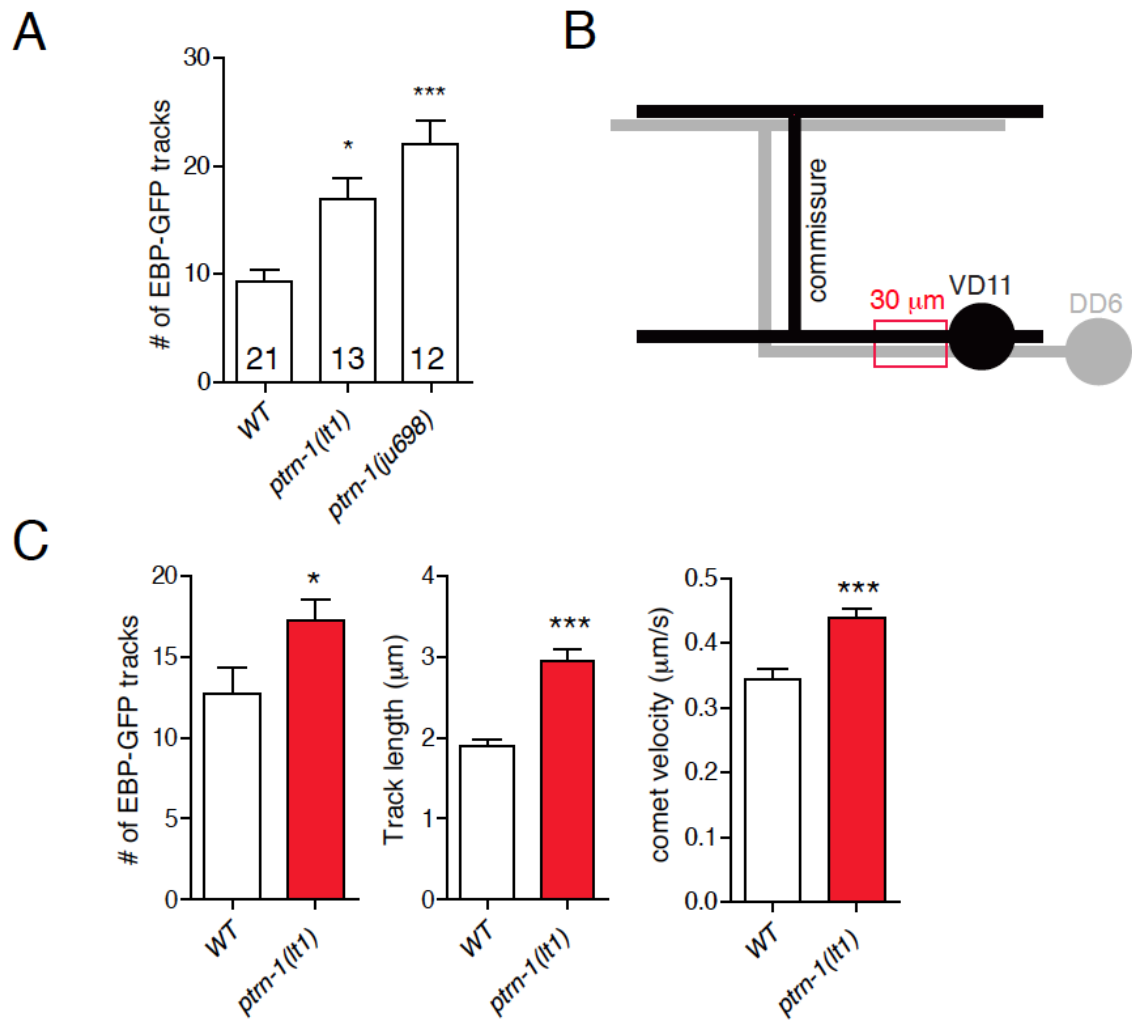 A
# of EBP-GFP tracks
30
20
10
0
*
***
21
13
12
WT
ptrn-1(lt1)
ptrn-1(ju698)
B
commissure
30 μm
VD11
DD6
C
# of EBP-GFP tracks
20
15
10
5
0
*
WT
ptrn-1(lt1)
Track length (μm)
4
3
2
1
0
***
WT
ptrn-1(lt1)
comet velocity (μm/s)
0.5
0.4
0.3
0.2
0.1
0.0
***
WT
ptrn-1(lt1)